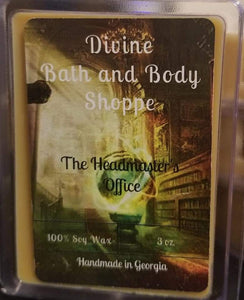 Divine
Bath and Body
Shoppe
The Headmaster's
Office
100% Soy Wax 3 oz.
Handmade in Georgia